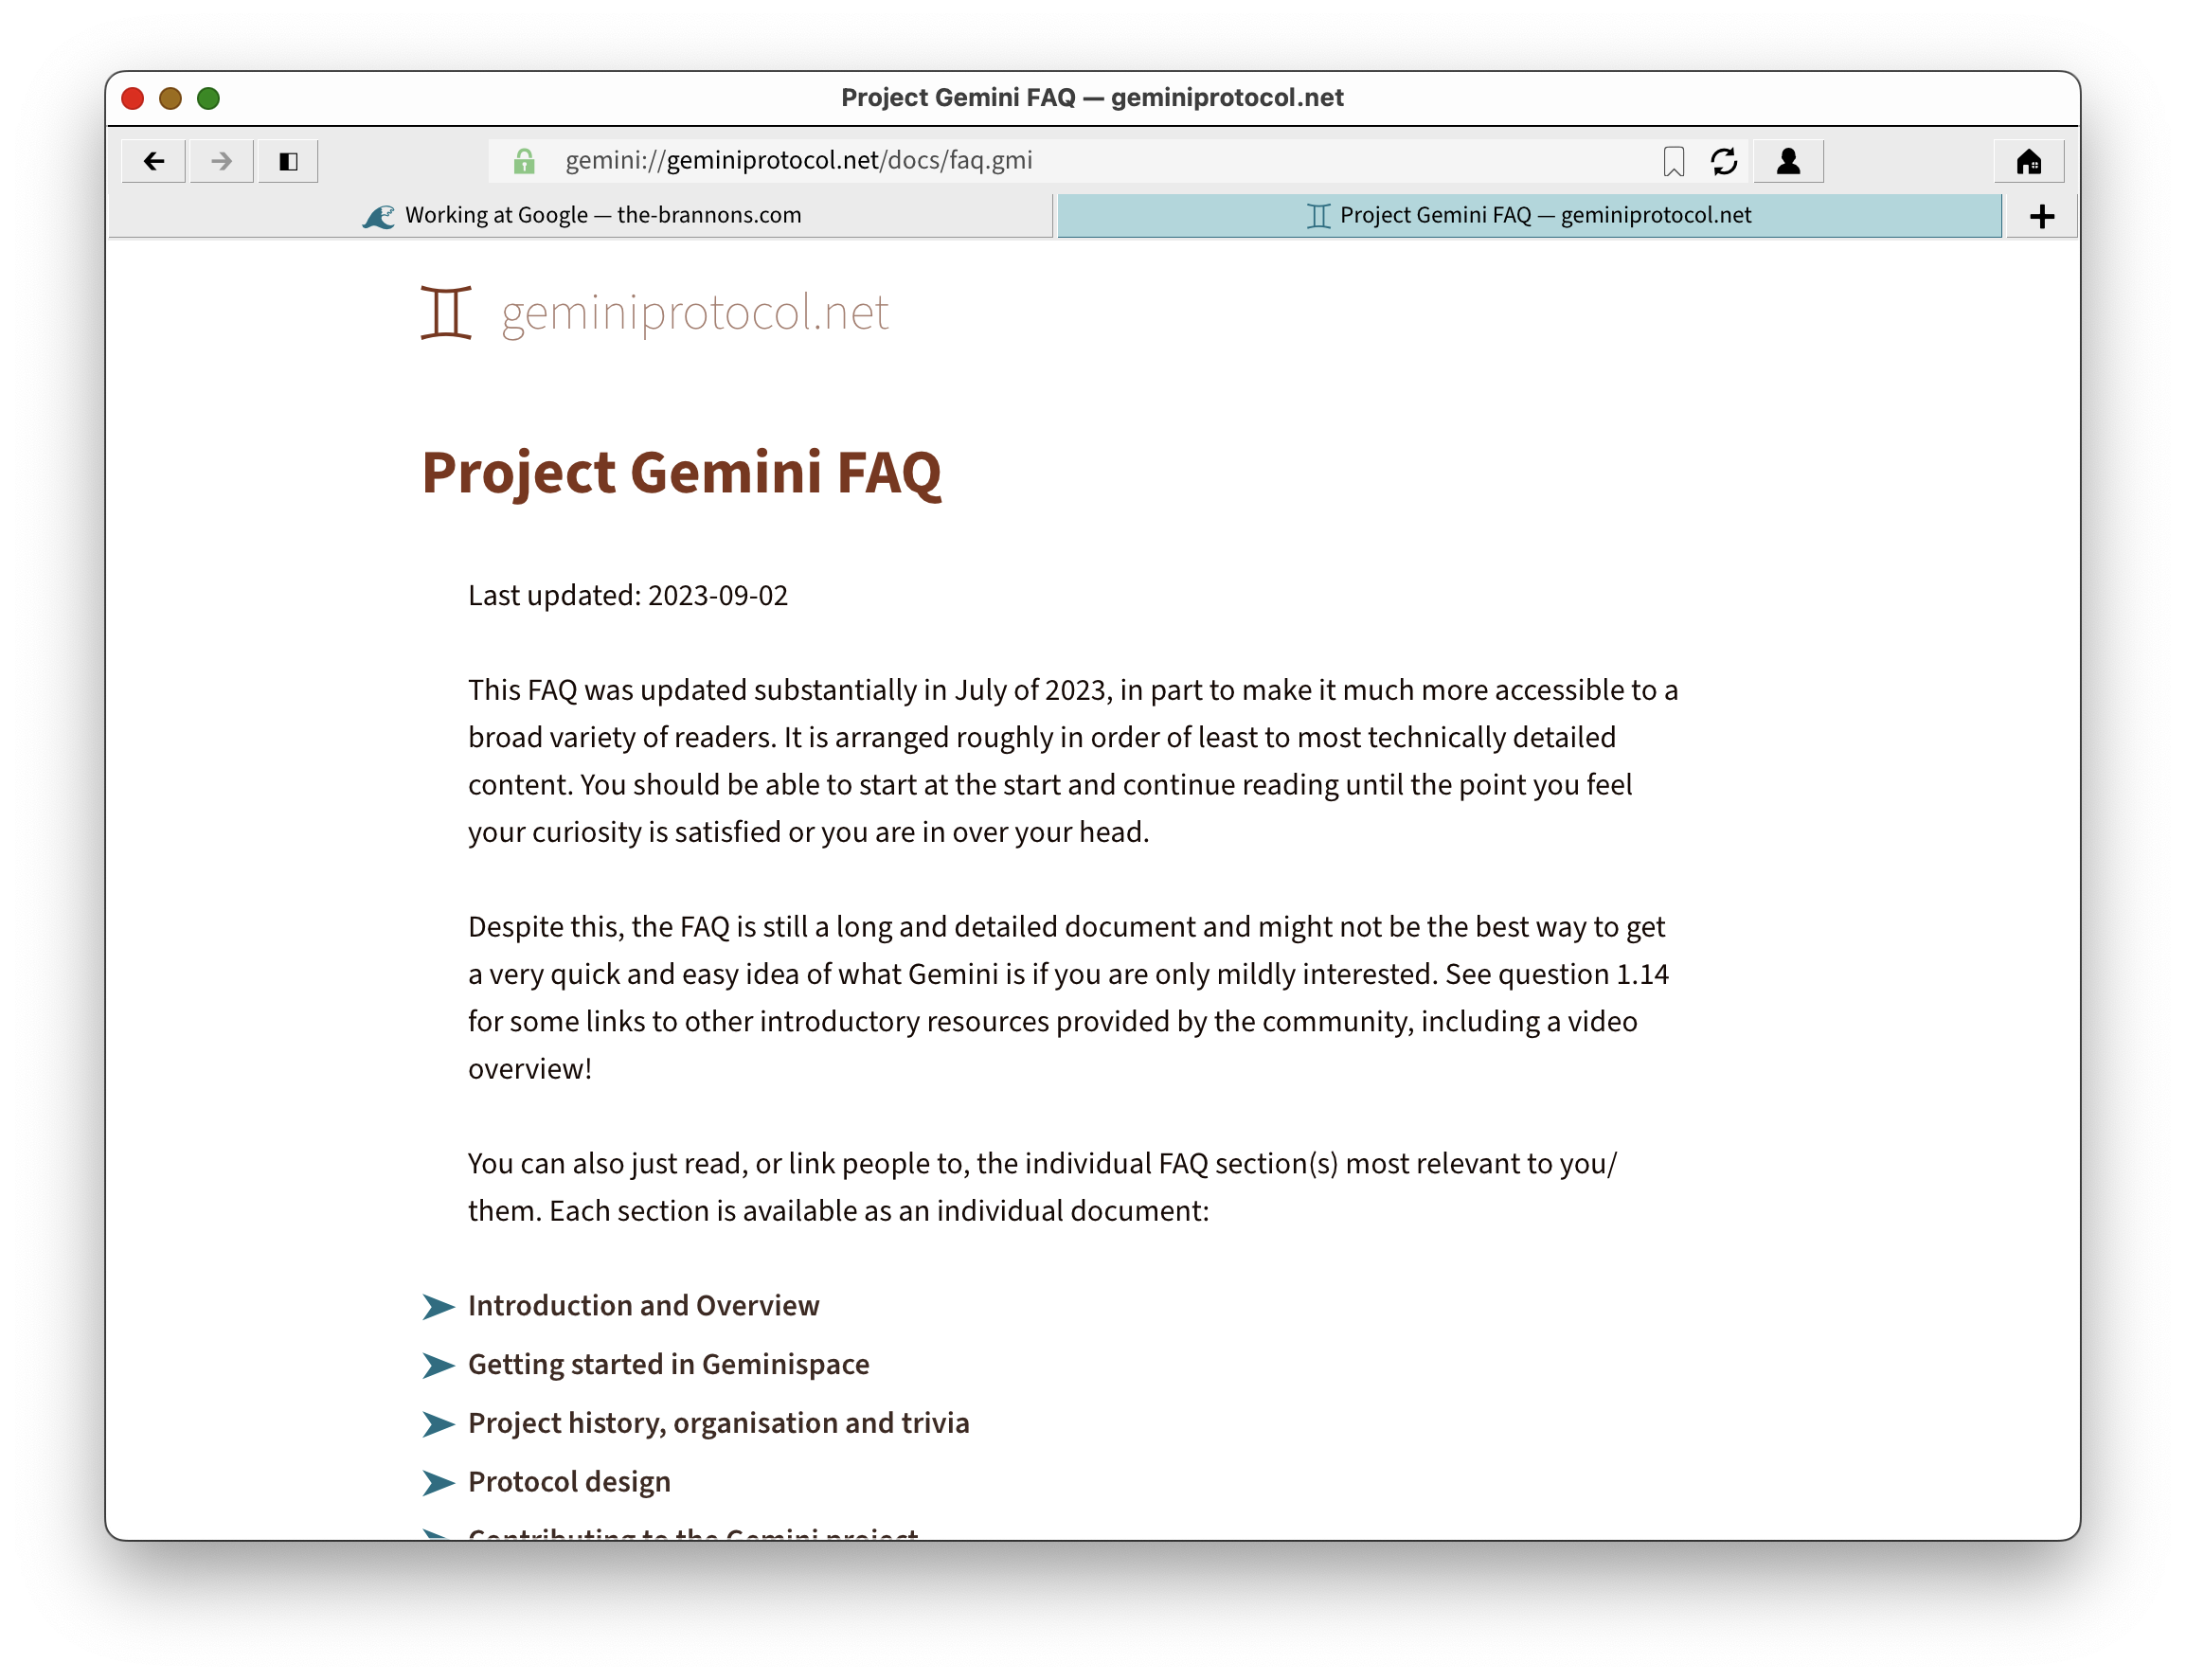 Project Gemini FAQ — geminiprotocol.net
gemini://geminiprotocol.net/docs/faq.gmi
Working at Google — the-brannons.com
Project Gemini FAQ — geminiprotocol.net
geminiprotocol.net
Project Gemini FAQ
Last updated: 2023-09-02
This FAQ was updated substantially in July of 2023, in part to make it much more accessible to a
broad variety of readers. It is arranged roughly in order of least to most technically detailed
content. You should be able to start at the start and continue reading until the point you feel
your curiosity is satisfied or you are in over your head.
Despite this, the FAQ is still a long and detailed document and might not be the best way to get
a very quick and easy idea of what Gemini is if you are only mildly interested. See question 1.14
for some links to other introductory resources provided by the community, including a video
overview!
You can also just read, or link people to, the individual FAQ section(s) most relevant to you/
them. Each section is available as an individual document:
Introduction and Overview
Getting started in Geminispace
Project history, organisation and trivia
Protocol design
Contributing to the Gemini project